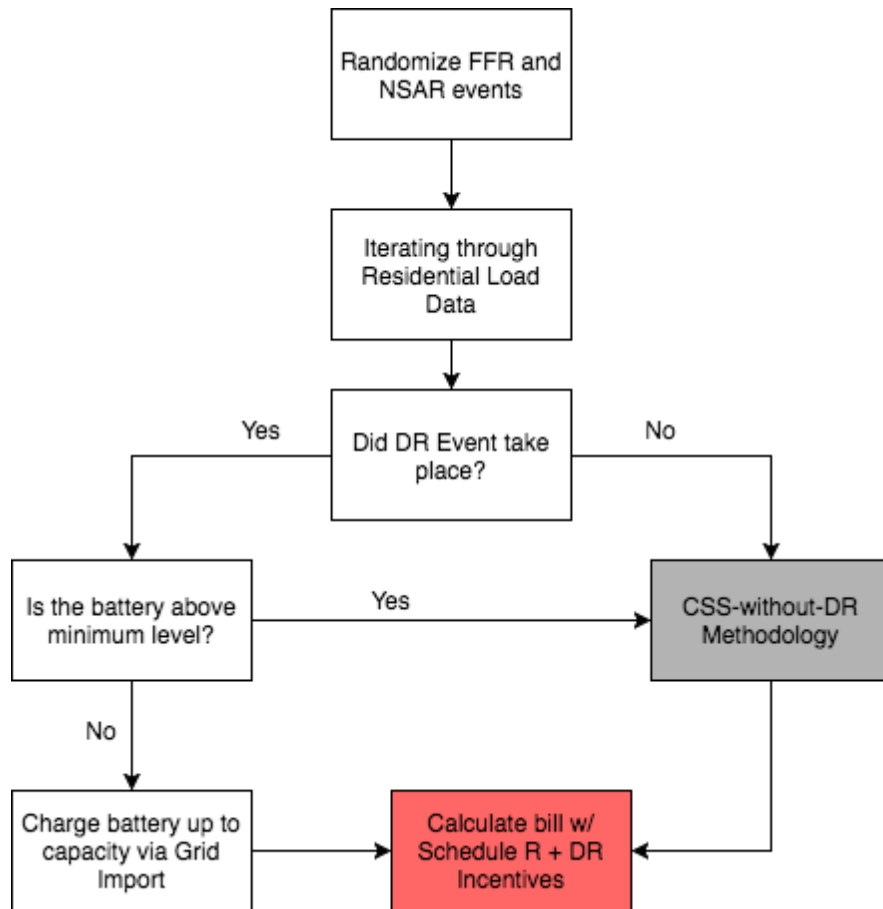 Randomize FFR and
NSAR events
Iterating through
Residential Load
Data
Yes
No
Did DR Event take
place?
Is the battery above
minimum level?
Yes
CSS-without-DR
Methodology
No
Charge battery up to
capacity via Grid
Import
Calculate bill w/
Schedule R + DR
Incentives